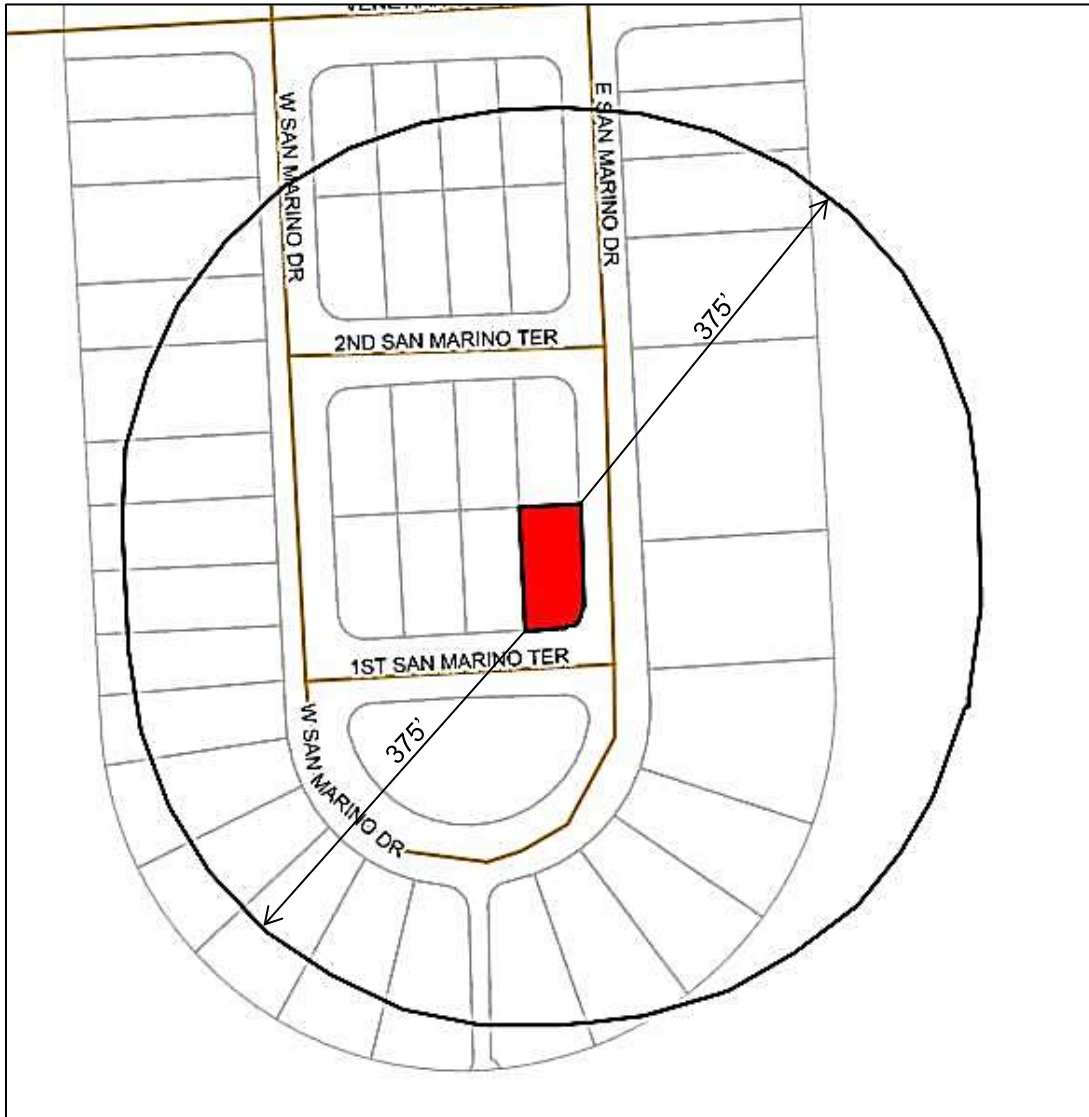 W SAN MARINO DR
E SAN MARINO DR
375’
2ND SAN MARINO TER
1ST SAN MARINO TER
375’
W SAN MARINO DR